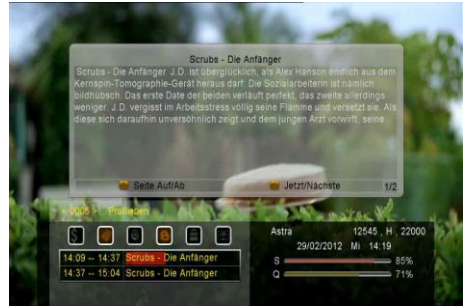 Scrubs - Die Anfänger
Scrubs - Die Anfänger J.D. ist überglücklich, als Alex Hanson endlich aus dem
Kernspin-Tomographie-Gerät heraus darf: Die Sozialarbeiterin ist nämlich
bildhübsch. Das erste Date der beiden verläuft perfekt, das zweite allerdings
weniger. J.D. vergisst im Arbeitsstress völlig seine Flamme und versetzt sie. Als
diese sich daraufhin unversöhnlich zeigt und dem jungen Arzt vorwirft, seine
Seite Auf/Ab Jetzt/Nächste 1/2
0006 ProSieben
Astra 12545 , H , 22000
29/02/2012 Mi 14:19
14:09 -- 14:37 Scrubs - Die Anfänger
S 85%
14:37 -- 15:04 Scrubs - Die Anfänger
Q 71%